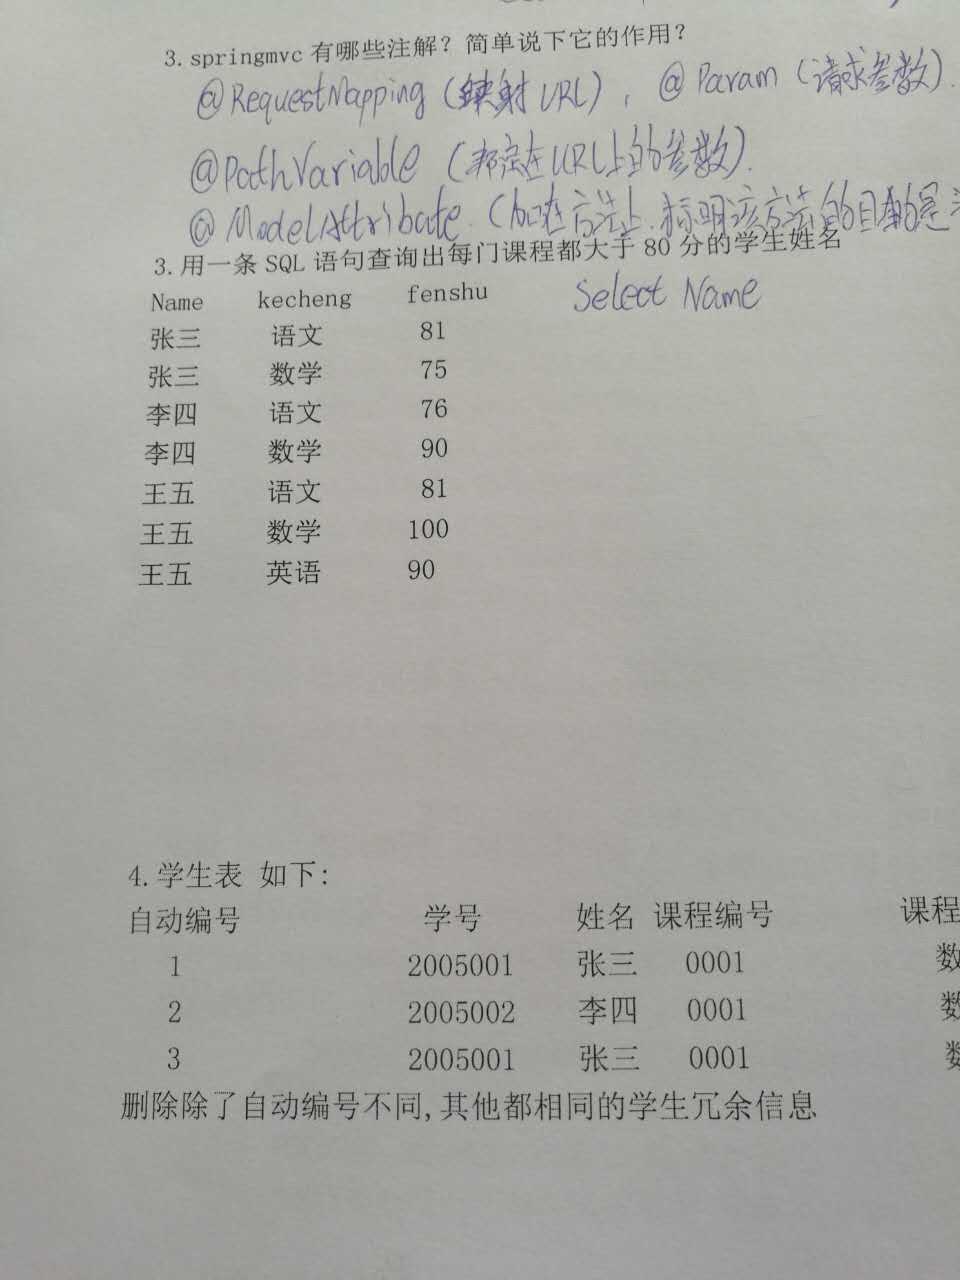 3. springmvc 有哪些注解? 简单说下它的作用?
@RequestMapping (映射URL), @Param (请求参数).
@PathVariable (绑定在URL上的参数).
@ModelAttribute. (加在方法上, 标明该方法的目的是
3. 用一条 SQL 语句查询出每门课程都大于 80 分的学生姓名
Name kecheng fenshu Select Name
张三 语文 81
张三 数学 75
李四 语文 76
李四 数学 90
王五 语文 81
王五 数学 100
王五 英语 90
4. 学生表 如下:
自动编号 学号 姓名 课程编号 课程
1 2005001 张三 0001 数
2 2005002 李四 0001 数
3 2005001 张三 0001 数
删除除了自动编号不同, 其他都相同的学生冗余信息